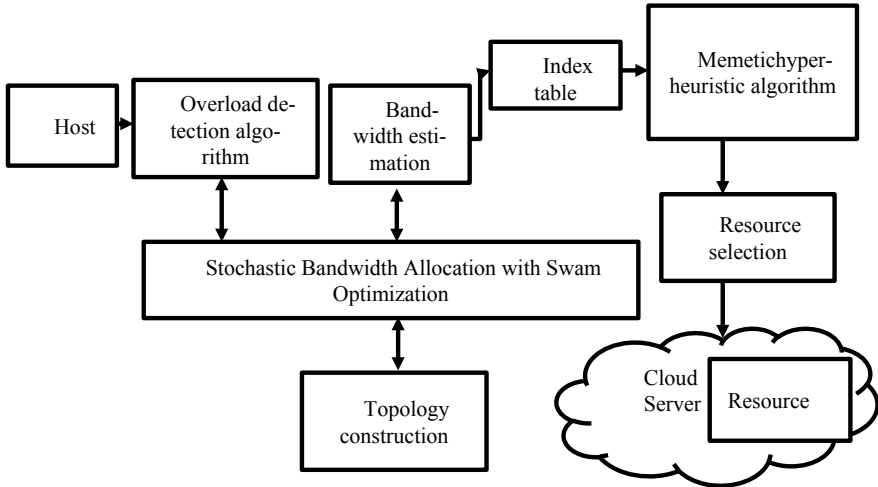 Host
Overload de-
tection algo-
rithm
Band-
width esti-
mation
Index
table
Memetichyper-
heuristic algorithm
Resource
selection
Stochastic Bandwidth Allocation with Swam
Optimization
Topology
construction
Cloud
Server
Resource